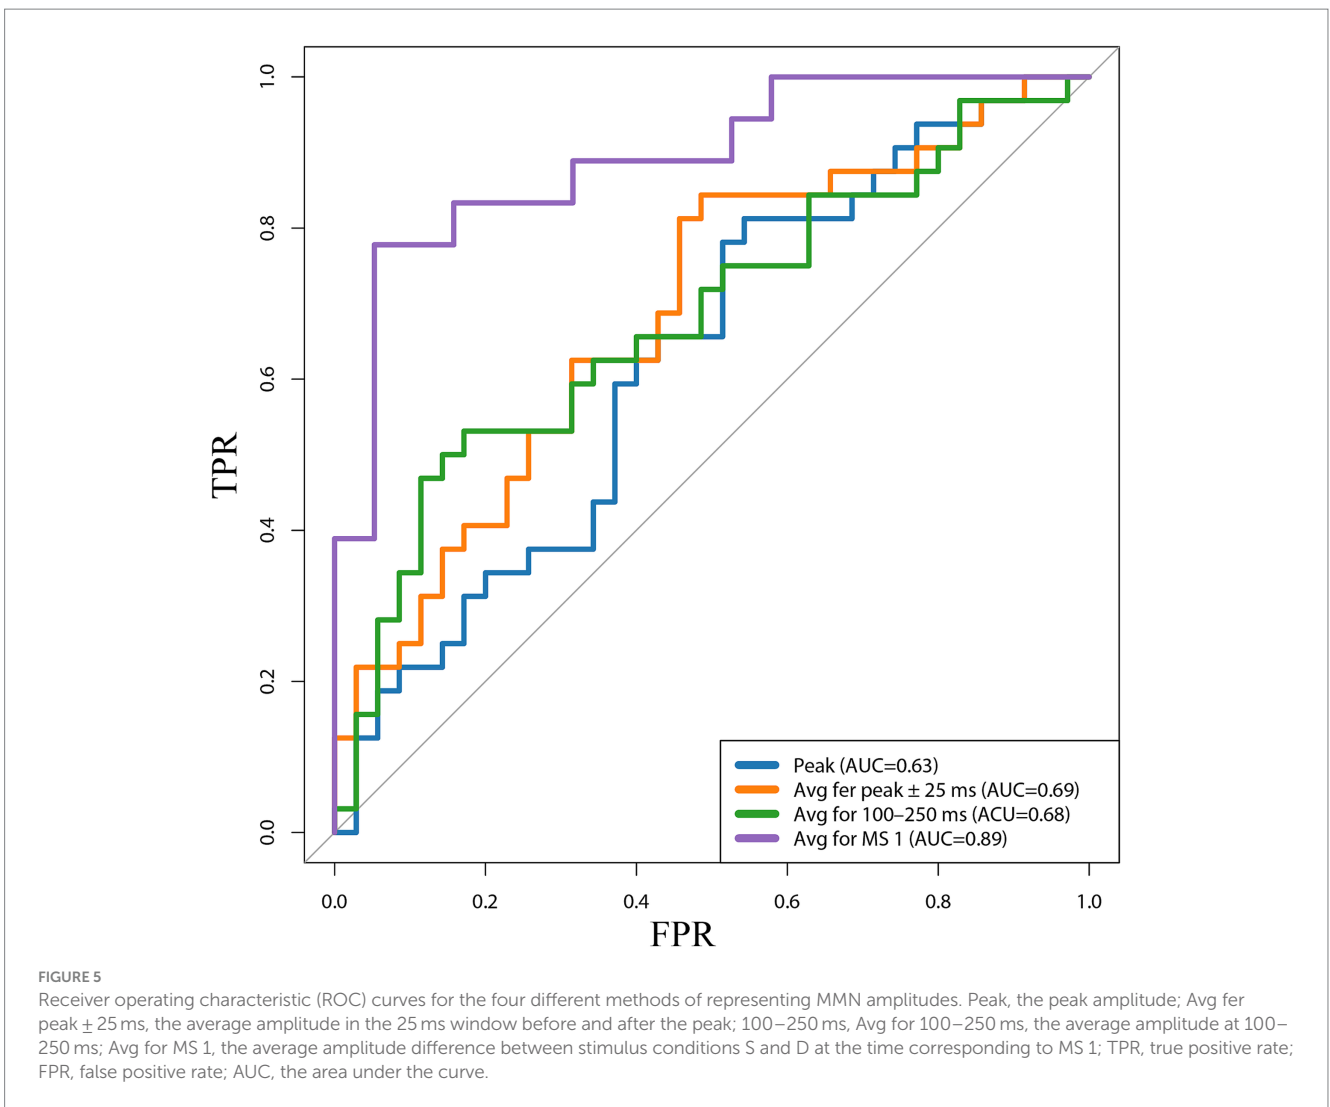 TPR
1.0
0.8
0.6
0.4
0.2
0.0
Peak (AUC=0.63)
Avg fer peak ± 25 ms (AUC=0.69)
Avg for 100–250 ms (ACU=0.68)
Avg for MS 1 (AUC=0.89)
0.0 0.2 0.4 0.6 0.8 1.0
FPR
FIGURE 5
Receiver operating characteristic (ROC) curves for the four different methods of representing MMN amplitudes. Peak, the peak amplitude; Avg fer
peak ± 25 ms, the average amplitude in the 25 ms window before and after the peak; 100–250 ms, Avg for 100–250 ms, the average amplitude at 100–
250 ms; Avg for MS 1, the average amplitude difference between stimulus conditions S and D at the time corresponding to MS 1; TPR, true positive rate;
FPR, false positive rate; AUC, the area under the curve.